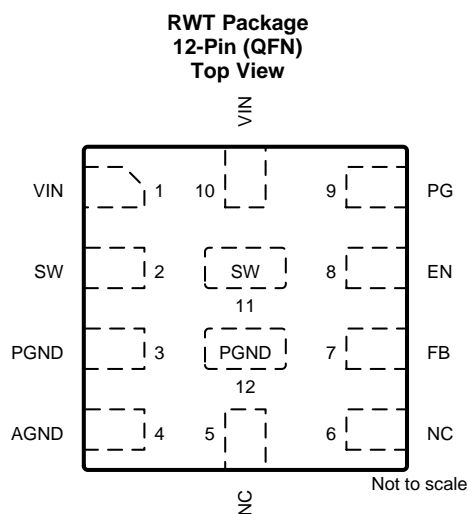 RWT Package
12-Pin (QFN)
Top View
VIN
VIN 1 10 9 PG
SW 2 SW 8 EN
11
PGND 3 PGND 7 FB
12
AGND 4 5 6 NC
Not to scale
NC